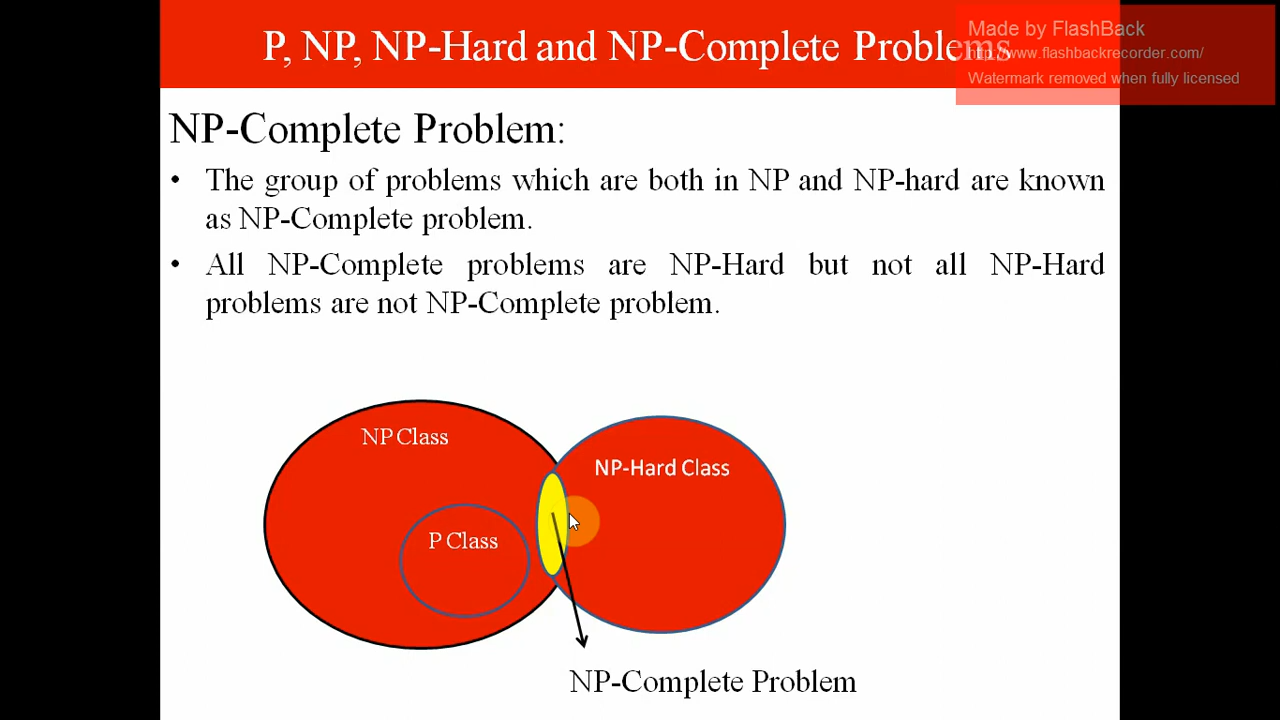 P, NP, NP-Hard and NP-Complete Problems
Made by FlashBack
http://www.flashbackrecorder.com/
Watermark removed when fully licensed
NP-Complete Problem:
• The group of problems which are both in NP and NP-hard are known
as NP-Complete problem.
• All NP-Complete problems are NP-Hard but not all NP-Hard
problems are not NP-Complete problem.
NP Class
NP-Hard Class
P Class
NP-Complete Problem